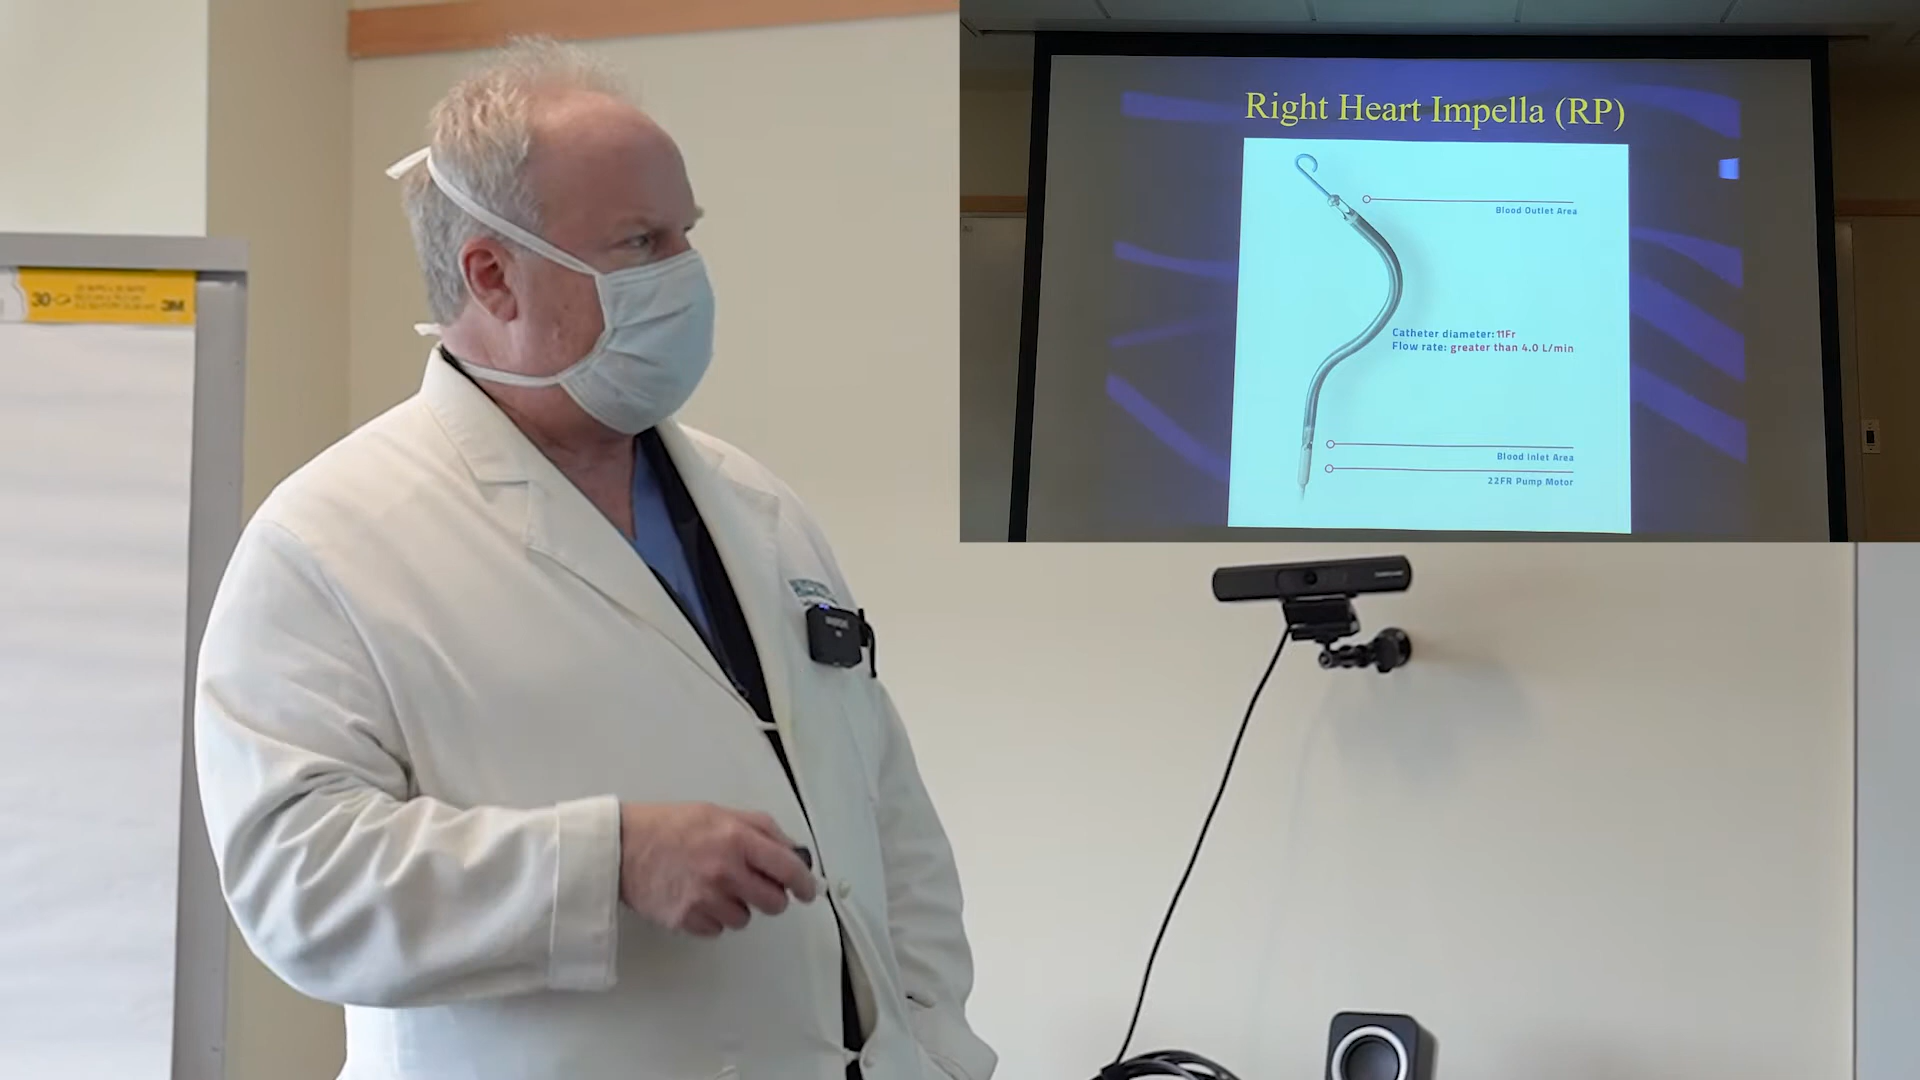 Right Heart Impella (RP)
Blood Outlet Area
Catheter diameter: 11Fr
Flow rate: greater than 4.0 L/min
Blood Inlet Area
22FR Pump Motor
30
3M